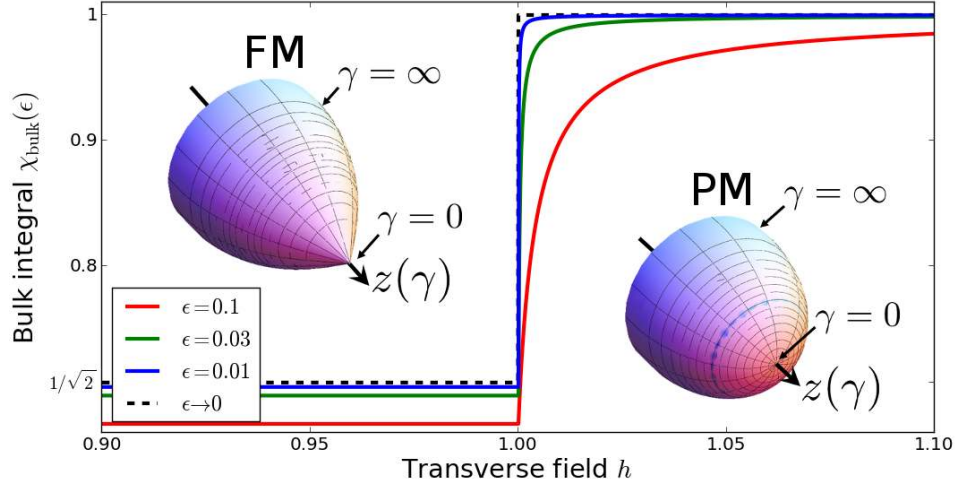 Bulk integral χ_bulk(ϵ)
1
0.9
0.8
1/√2
FM
γ = ∞
γ = 0
z(γ)
PM
γ = ∞
γ = 0
z(γ)
ϵ=0.1
ϵ=0.03
ϵ=0.01
ϵ→0
0.90
0.95
1.00
1.05
1.10
Transverse field h